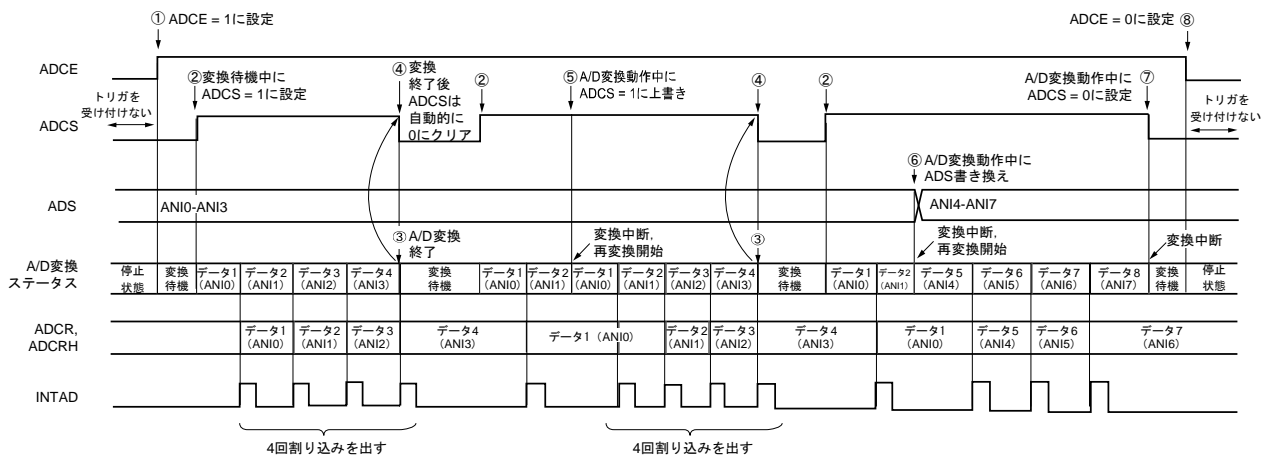 ① ADCE = 1に設定
ADCE = 0に設定 ⑧
ADCE
②変換待機中に
ADCS = 1に設定
④変換
終了後
ADCSは
自動的に
0にクリア
②
⑤A/D変換動作中に
ADCS = 1に上書き
④
②
A/D変換動作中に ⑦
ADCS = 0に設定
トリガを
受け付けない
ADCS
トリガを
受け付けない
⑥A/D変換動作中に
ADS書き換え
ADS
ANI0-ANI3
ANI4-ANI7
③A/D変換
終了
変換中断,
再変換開始
③
変換中断,
再変換開始
変換中断
A/D変換
ステータス
停止 変換 データ1 データ2 データ3 データ4 変換 データ1 データ2 データ1 データ2 データ3 データ4 変換 データ1 データ2 データ5 データ6 データ7 データ8 変換 停止
状態 待機 (ANI0) (ANI1) (ANI2) (ANI3) 待機 (ANI0) (ANI1) (ANI0) (ANI1) (ANI2) (ANI3) 待機 (ANI0) (ANI1) (ANI4) (ANI5) (ANI6) (ANI7) 待機 状態
ADCR,
ADCRH
データ1 データ2 データ3 データ4 データ1 (ANI0) データ2 データ3 データ4 データ1 データ5 データ6 データ7
(ANI0) (ANI1) (ANI2) (ANI3) (ANI1) (ANI2) (ANI3) (ANI0) (ANI4) (ANI5) (ANI6)
INTAD
4回割り込みを出す
4回割り込みを出す